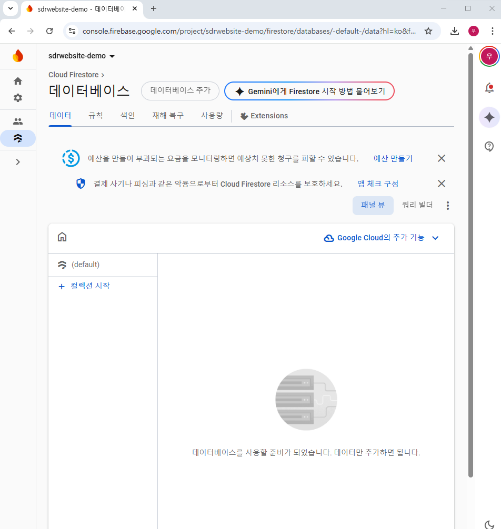 sdrwebsite-demo - 데이터베이
console.firebase.google.com/project/sdrwebsite-demo/firestore/databases/-default-/data?hl=ko&f...
sdrwebsite-demo
Cloud Firestore
데이터베이스
데이터베이스 추가
Gemini에게 Firestore 시작 방법 물어보기
데이터 규칙 색인 재해 복구 사용량 Extensions
예산을 만들어 부과되는 요금을 모니터링하면 예상치 못한 청구를 피할 수 있습니다. 예산 만들기
결제 사기나 피싱과 같은 악용으로부터 Cloud Firestore 리소스를 보호하세요. 앱 체크 구성
패널 뷰 쿼리 빌더
Google Cloud의 추가 기능
(default)
+ 컬렉션 시작
데이터베이스를 사용할 준비가 되었습니다. 데이터만 추가하면 됩니다.